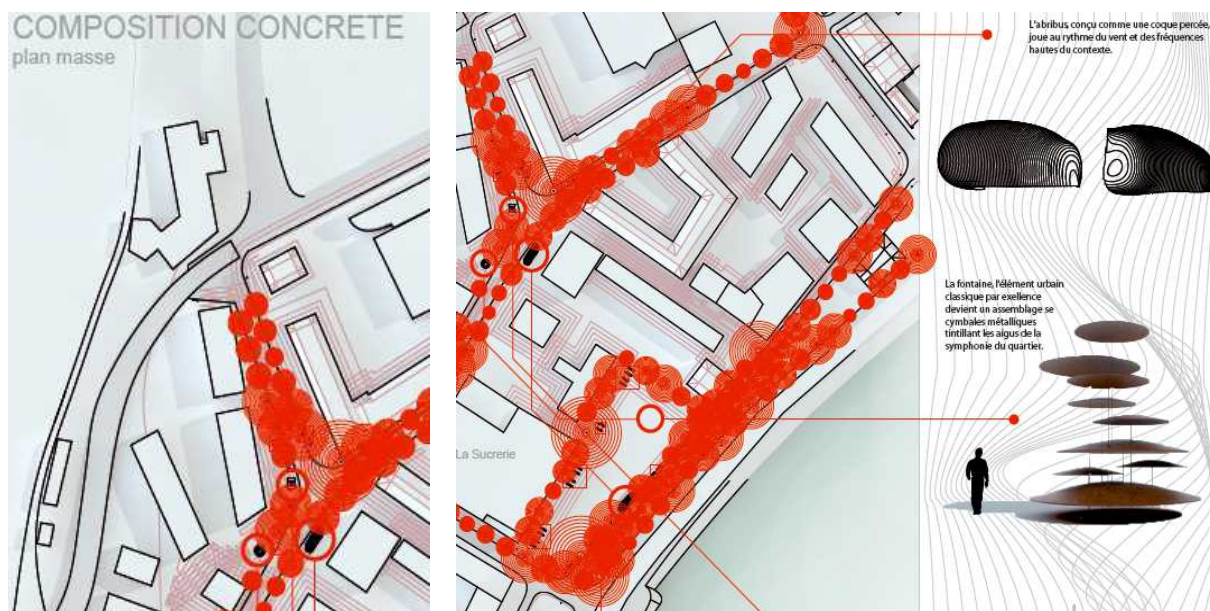 COMPOSITION CONCRETE
plan masse
L'abribus, conçu comme une coque percée,
joue au rythme du vent et des fréquences
hautes du contexte.
La fontaine, l'élément urbain
classique par exellence
devient un assemblage se
cymbales métalliques
tintillant les aigus de la
symphonie du quartier.
La Sucrerie